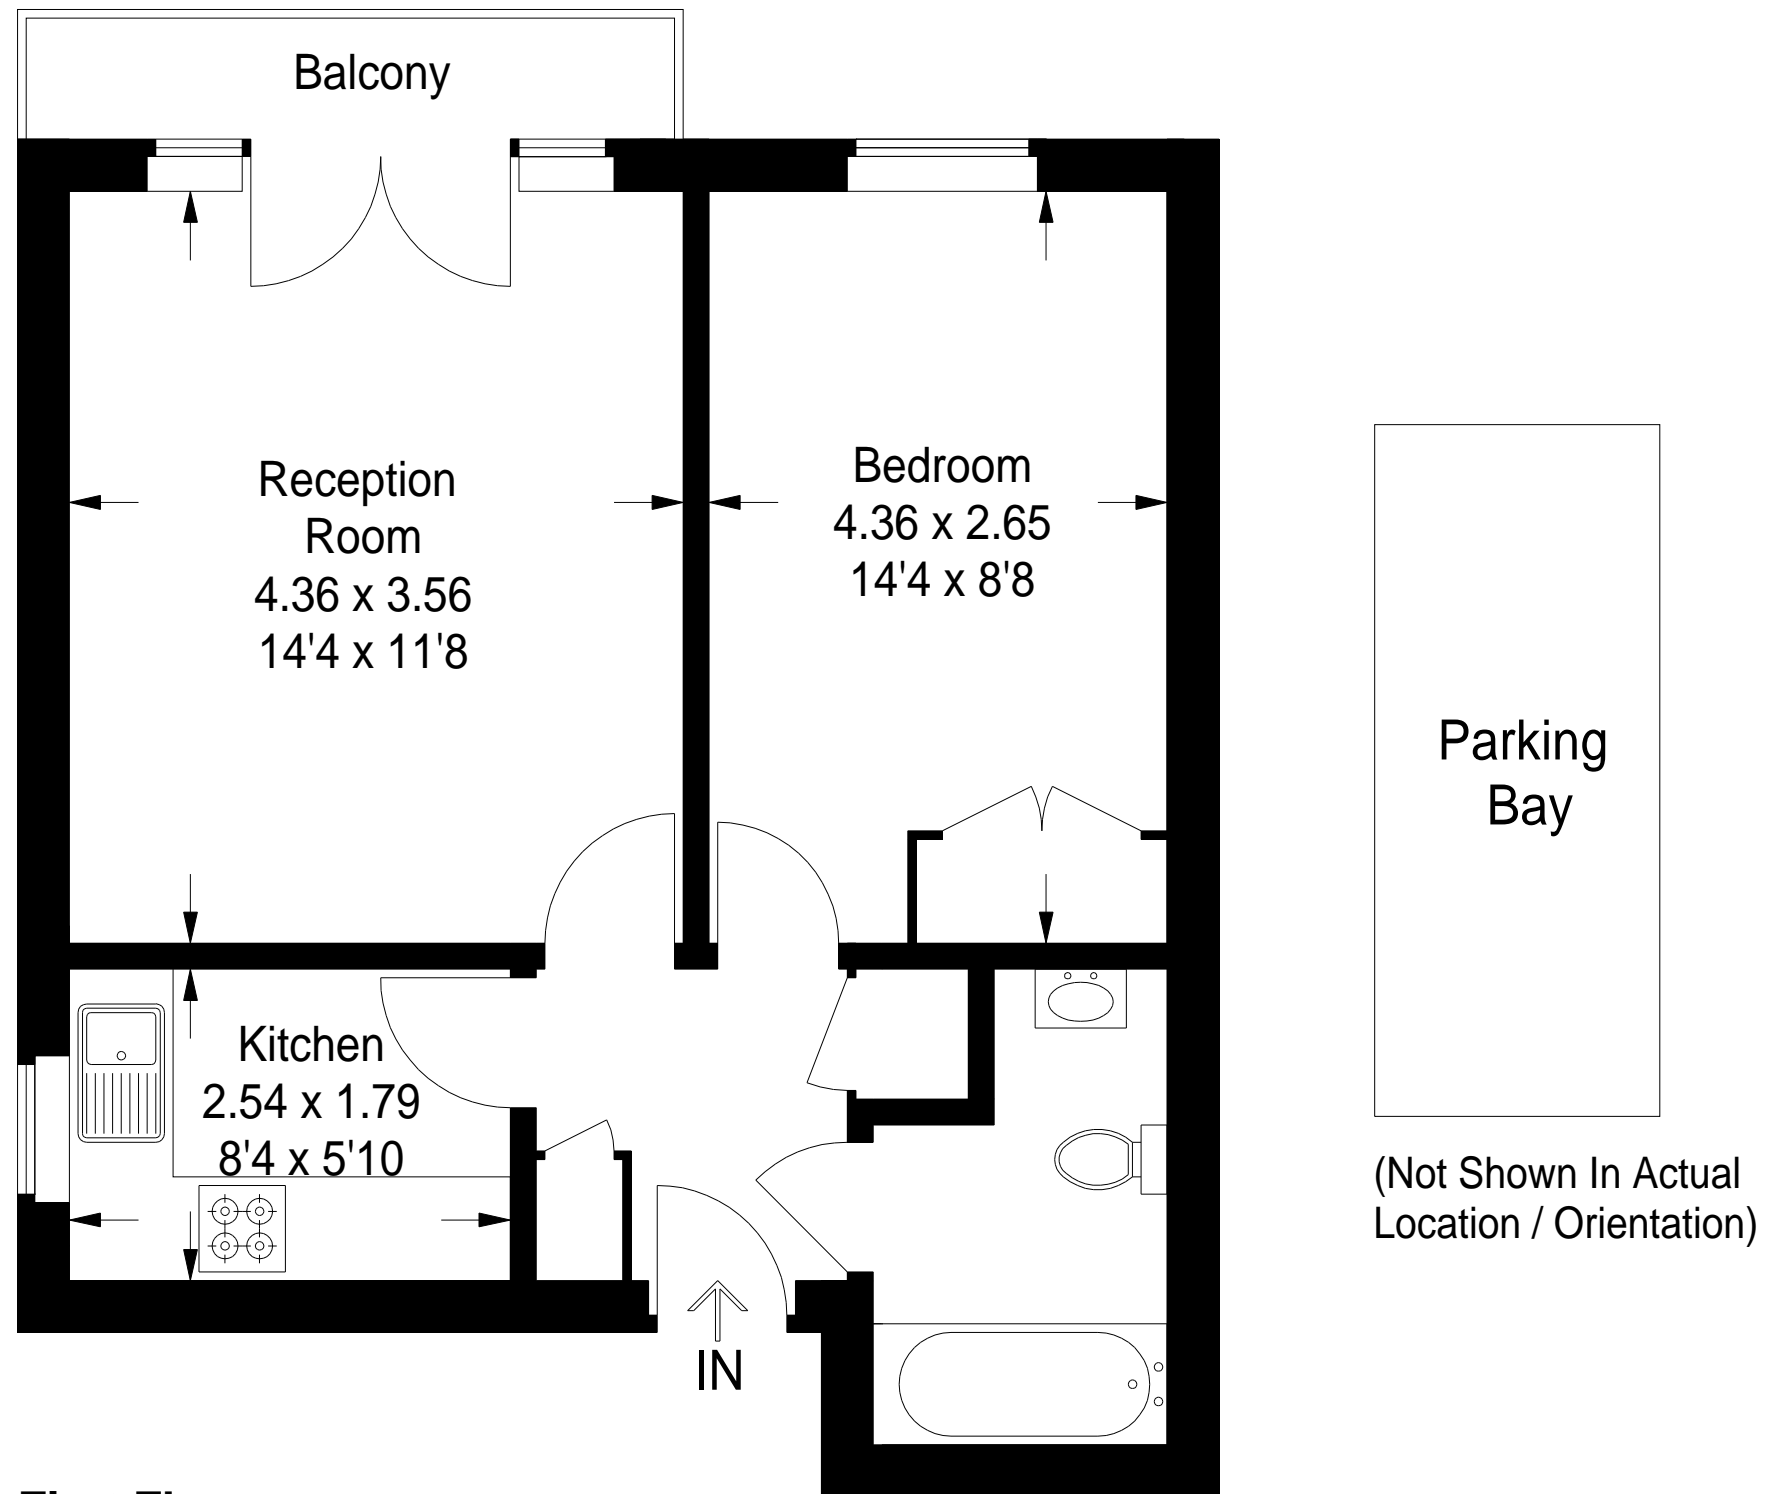 Balcony
Reception
Room
4.36 x 3.56
14'4 x 11'8
Bedroom
4.36 x 2.65
14'4 x 8'8
Parking
Bay
(Not Shown In Actual
Location / Orientation)
Kitchen
2.54 x 1.79
8'4 x 5'10
IN